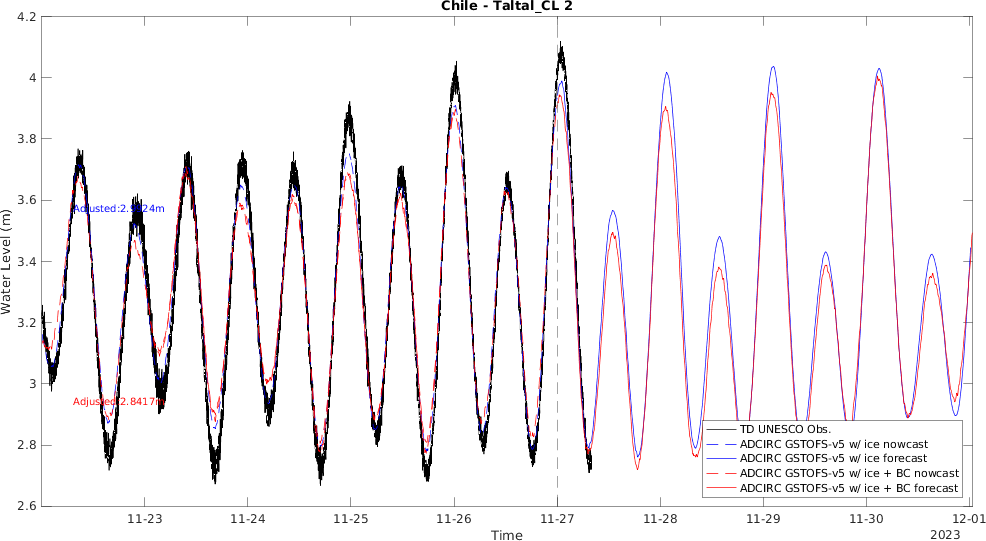 Chile - Taltal_CL 2
4.2
4
3.8
3.6
3.4
3.2
3
2.8
2.6
Water Level (m)
Adjusted:2.9124m
Adjusted:2.8417m
TD UNESCO Obs.
ADCIRC GSTOFS-v5 w/ ice nowcast
ADCIRC GSTOFS-v5 w/ ice forecast
ADCIRC GSTOFS-v5 w/ ice + BC nowcast
ADCIRC GSTOFS-v5 w/ ice + BC forecast
11-23 11-24 11-25 11-26 11-27 11-28 11-29 11-30 12-01
Time
2023